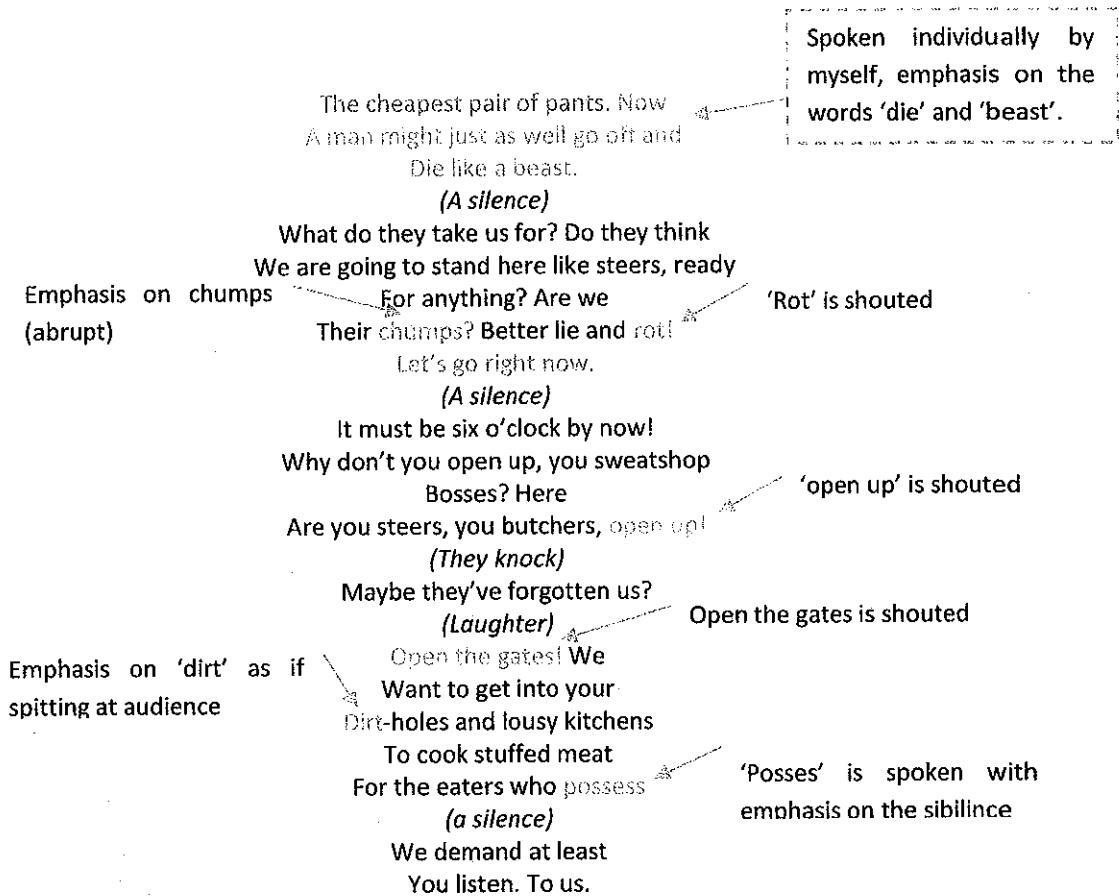 Spoken individually by
myself, emphasis on the
words 'die' and 'beast'.
The cheapest pair of pants. Now
A man might just as well go off and
Die like a beast.
(A silence)
What do they take us for? Do they think
We are going to stand here like steers, ready
For anything? Are we
Emphasis on chumps
(abrupt)
'Rot' is shouted
Their chumps? Better lie and rot!
Let's go right now.
(A silence)
It must be six o'clock by now!
Why don't you open up, you sweatshop
Bosses? Here
'open up' is shouted
Are you steers, you butchers, open up!
(They knock)
Maybe they've forgotten us?
(Laughter)
Open the gates is shouted
Open the gates! We
Emphasis on 'dirt' as if
spitting at audience
Want to get into your
Dirt-holes and lousy kitchens
To cook stuffed meat
For the eaters who possess
'Posses' is spoken with
emphasis on the sibilince
(a silence)
We demand at least
You listen. To us.